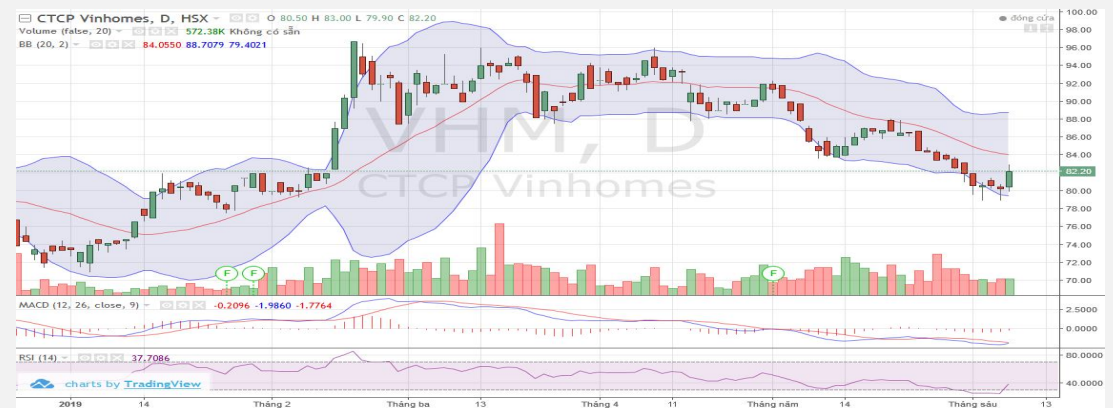 CTCP Vinhomes, D, HSX O 80.50 H 83.00 L 79.90 C 82.20
đóng cửa
Volume (false, 20) 572.38K Không có sẵn
BB (20, 2) 84.0550 88.7079 79.4021
100.00
98.00
96.00
94.00
92.00
90.00
88.00
86.00
84.00
82.20
80.00
78.00
76.00
74.00
72.00
70.00
VHM, D
CTCP Vinhomes
F
F
F
MACD (12, 26, close, 9) -0.2096 -1.9860 -1.7764
2.5000
0.0000
RSI (14) 37.7086
80.0000
40.0000
charts by TradingView
2019 14 Tháng 2 Tháng ba 13 Tháng 4 11 Tháng năm 14 Tháng sáu 13